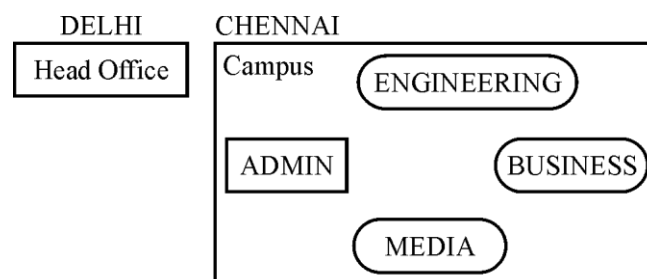 DELHI CHENNAI
Head Office
Campus
ENGINEERING
ADMIN
BUSINESS
MEDIA